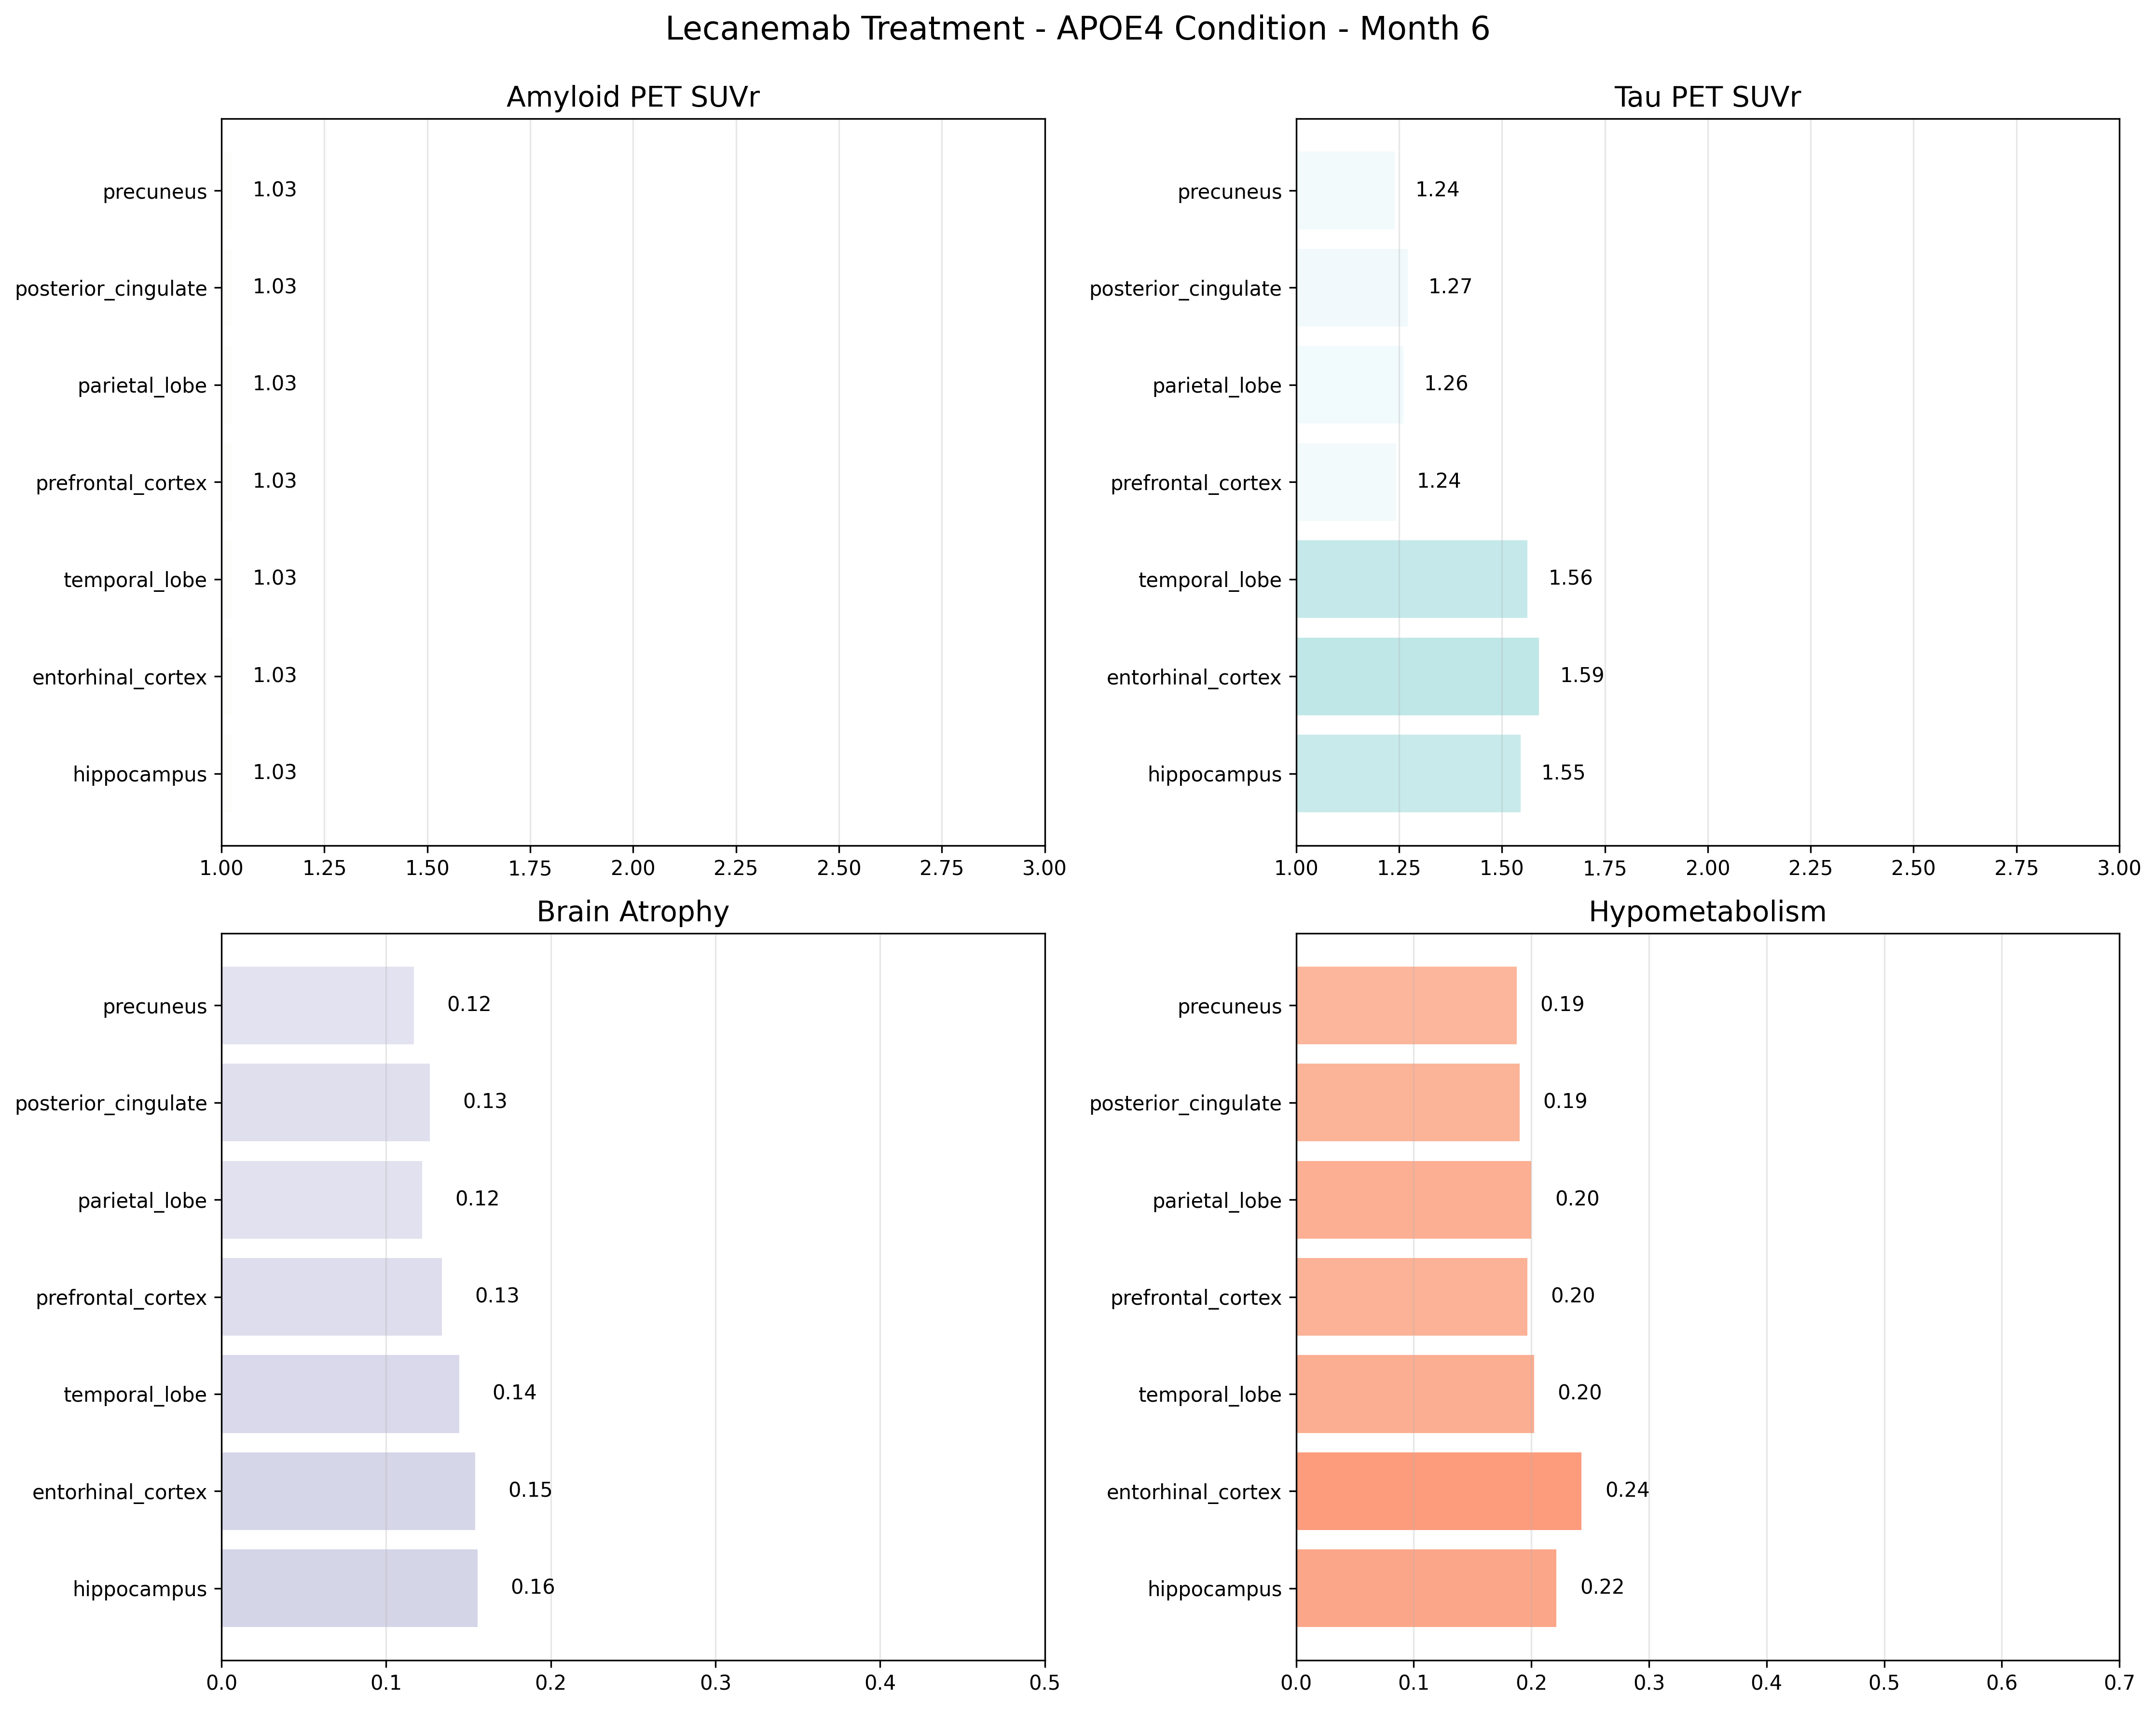 Lecanemab Treatment - APOE4 Condition - Month 6
Amyloid PET SUVr
precuneus 1.03
posterior_cingulate 1.03
parietal_lobe 1.03
prefrontal_cortex 1.03
temporal_lobe 1.03
entorhinal_cortex 1.03
hippocampus 1.03
1.00 1.25 1.50 1.75 2.00 2.25 2.50 2.75 3.00
Tau PET SUVr
precuneus 1.24
posterior_cingulate 1.27
parietal_lobe 1.26
prefrontal_cortex 1.24
temporal_lobe 1.56
entorhinal_cortex 1.59
hippocampus 1.55
1.00 1.25 1.50 1.75 2.00 2.25 2.50 2.75 3.00
Brain Atrophy
precuneus 0.12
posterior_cingulate 0.13
parietal_lobe 0.12
prefrontal_cortex 0.13
temporal_lobe 0.14
entorhinal_cortex 0.15
hippocampus 0.16
0.0 0.1 0.2 0.3 0.4 0.5
Hypometabolism
precuneus 0.19
posterior_cingulate 0.19
parietal_lobe 0.20
prefrontal_cortex 0.20
temporal_lobe 0.20
entorhinal_cortex 0.24
hippocampus 0.22
0.0 0.1 0.2 0.3 0.4 0.5 0.6 0.7